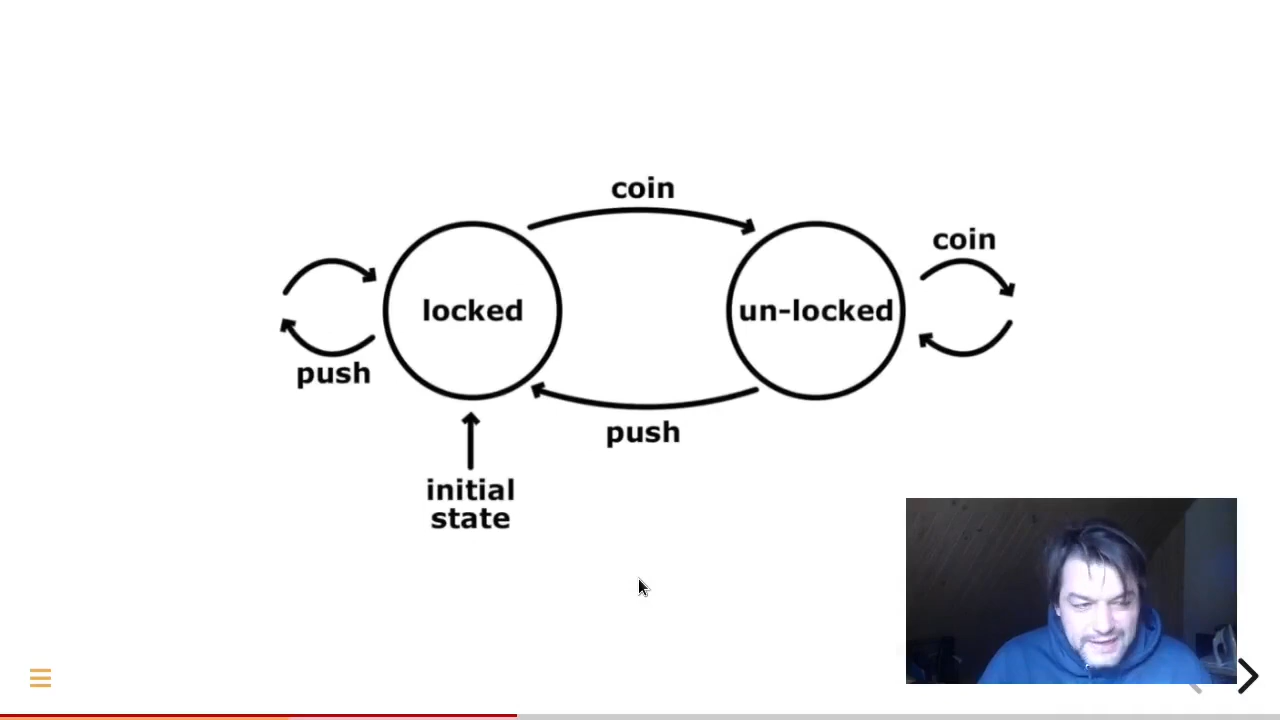 coin
coin
locked
un-locked
push
push
initial
state